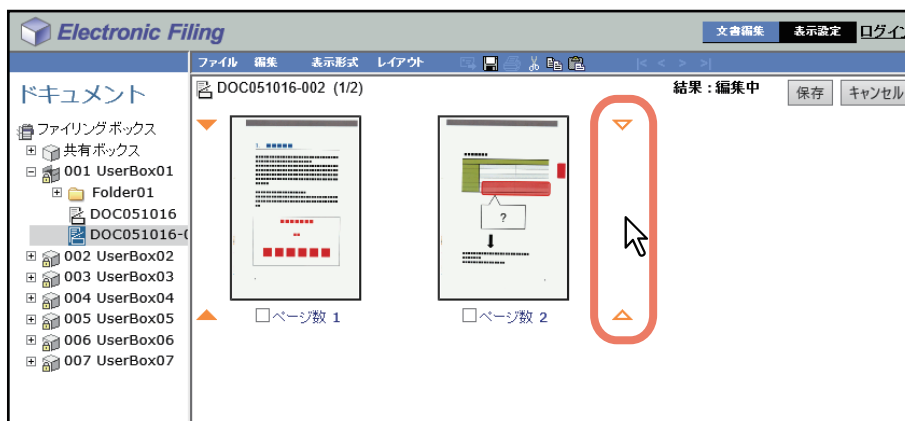 Electronic Filing
文書編集 表示設定 ログイン
ファイル 編集 表示形式 レイアウト |< < > >|
ドキュメント
DOC051016-002 (1/2)
結果：編集中
保存 キャンセル
ファイリングボックス
共有ボックス
001 UserBox01
Folder01
DOC051016
DOC051016-0
002 UserBox02
003 UserBox03
004 UserBox04
005 UserBox05
006 UserBox06
007 UserBox07
1.
?
ページ数 1
ページ数 2